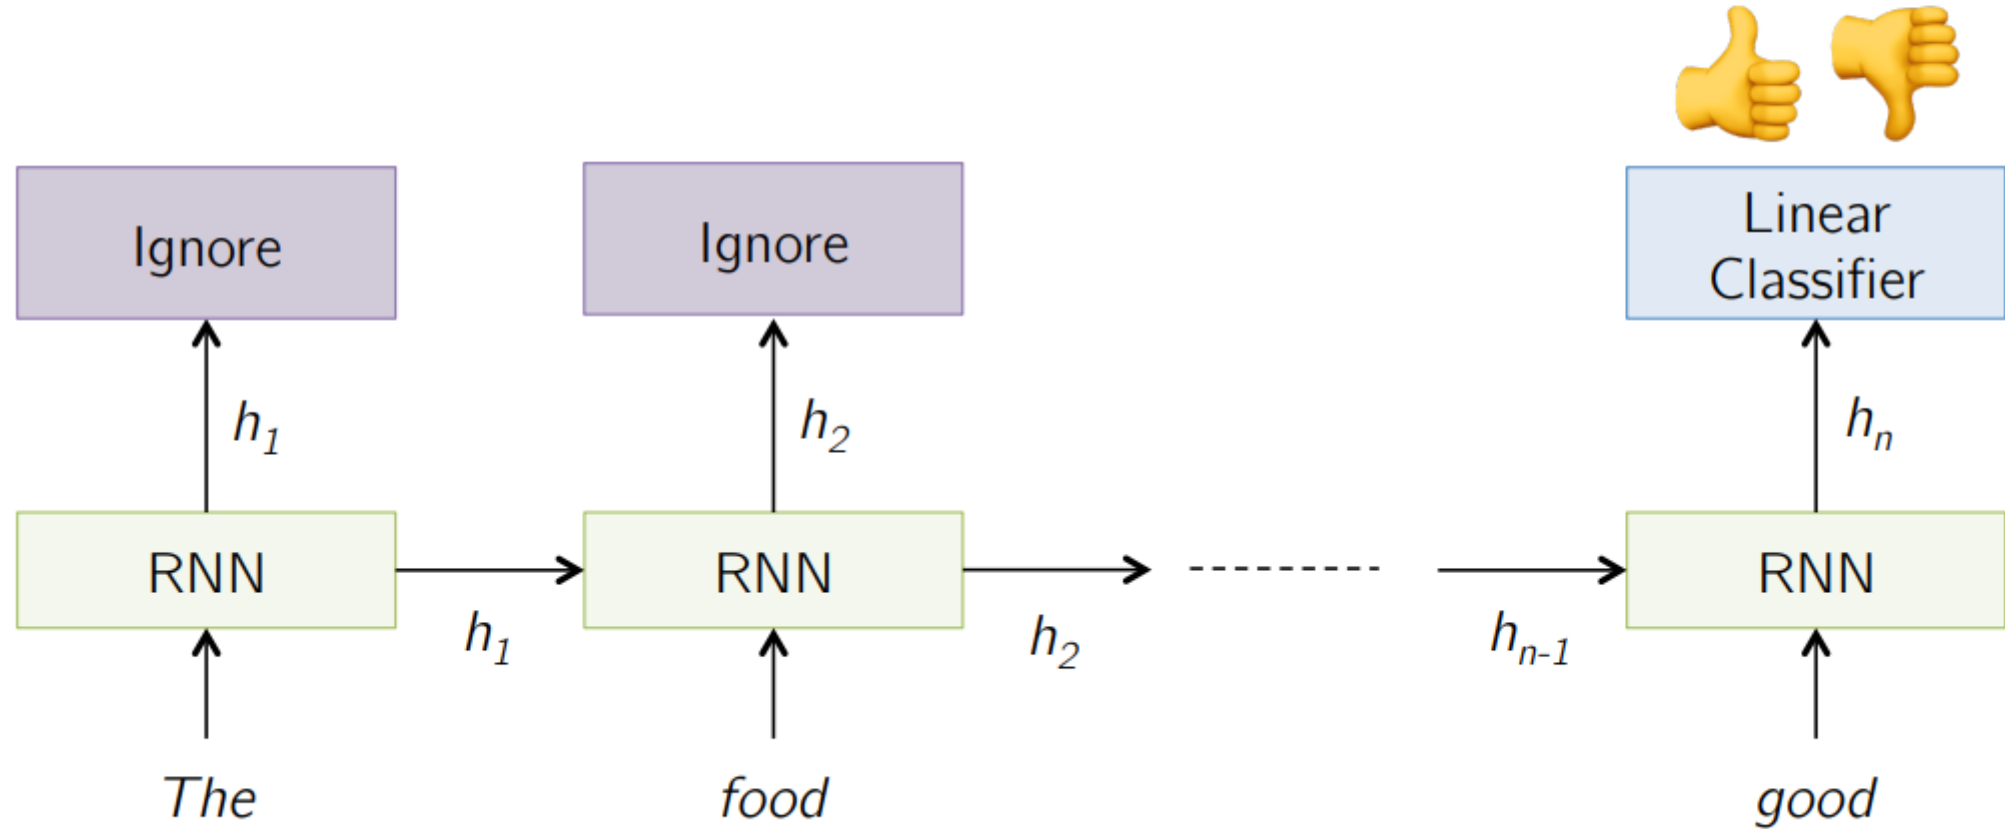 Ignore
Ignore
Linear
Classifier
h1
h2
hn
RNN
RNN
RNN
h1
h2
hn-1
The
food
good